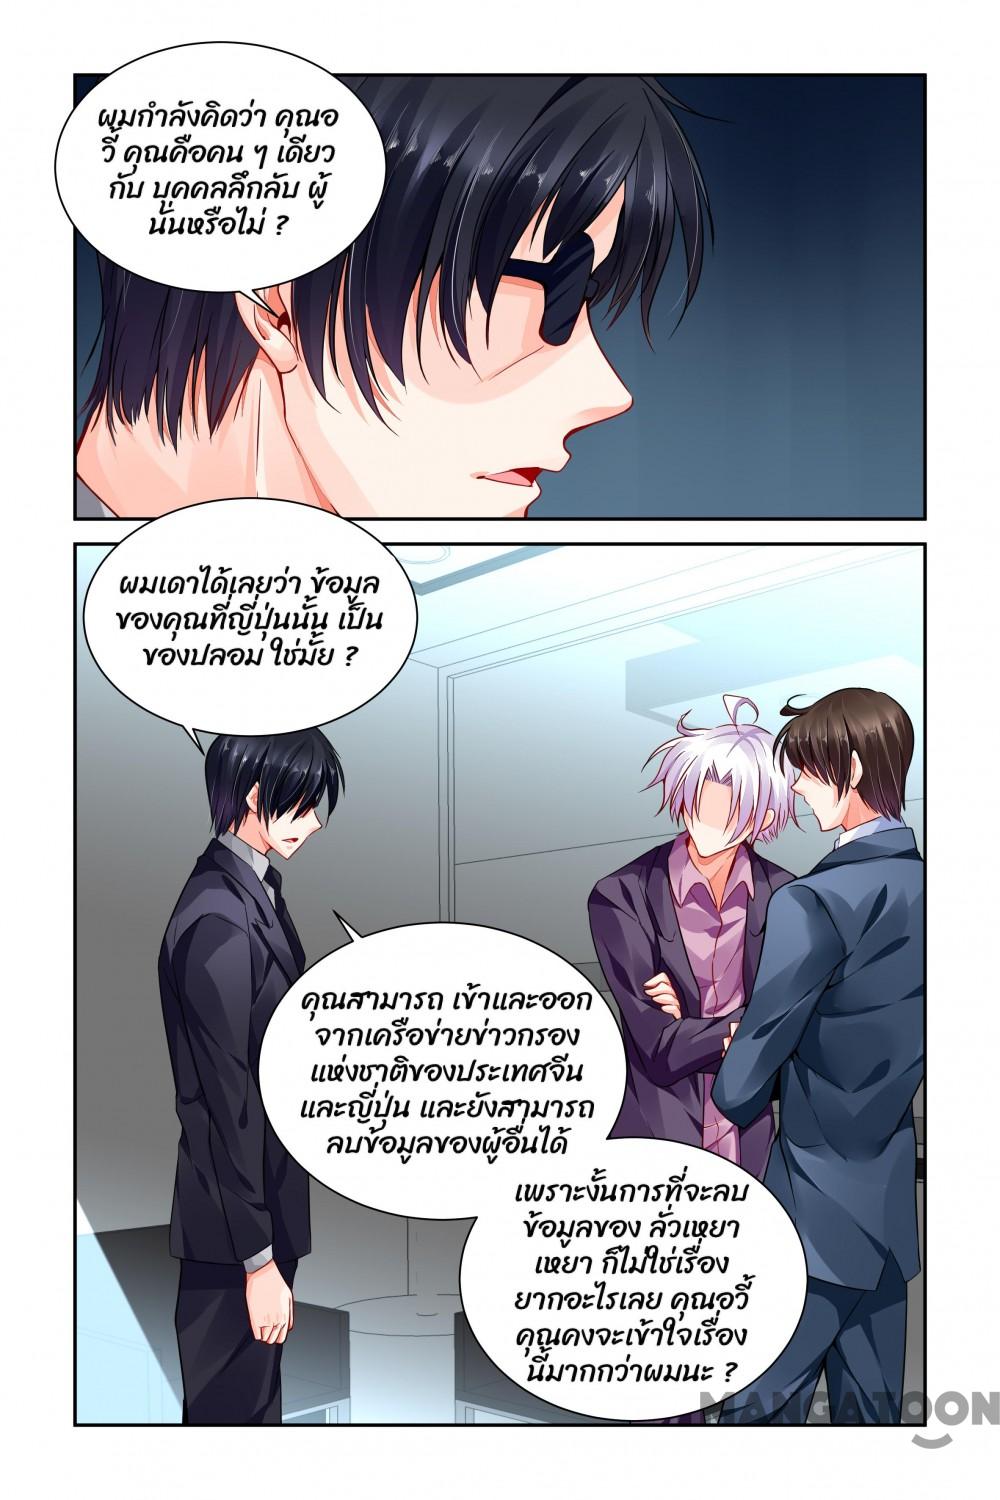 ผมกำลังคิดว่า คุณอ
วี้ คุณคือคน ๆ เดียว
กับ บุคคลลึกลับ ผู้
นั้นหรือไม่ ?
ผมเดาได้เลยว่า ข้อมูล
ของคุณที่ญี่ปุ่นนั้น เป็น
ของปลอม ใช่มั้ย ?
คุณสามารถ เข้าและออก
จากเครือข่ายข่าวกรอง
แห่งชาติของประเทศจีน
และญี่ปุ่น และยังสามารถ
ลบข้อมูลของผู้อื่นได้
เพราะงั้นการที่จะลบ
ข้อมูลของ ลั่วเหยา
เหยา ก็ไม่ใช่เรื่อง
ยากอะไรเลย คุณอวี้
คุณคงจะเข้าใจเรื่อง
นี้มากกว่าผมนะ ?
MANGATOON